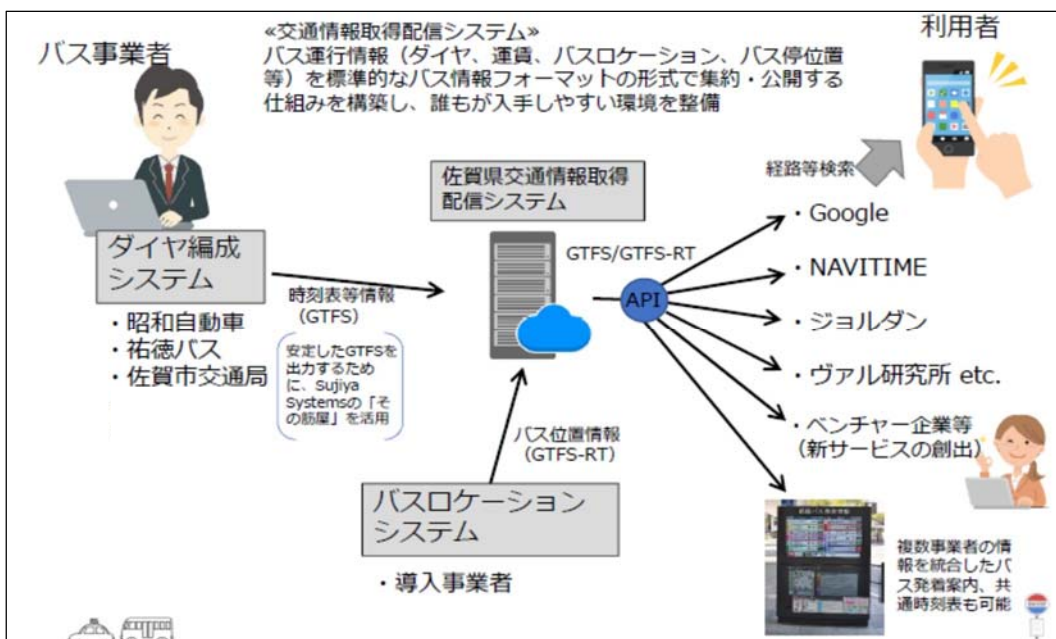 バス事業者
≪交通情報取得配信システム≫
バス運行情報（ダイヤ、運賃、バスロケーション、バス停位置
等）を標準的なバス情報フォーマットの形式で集約・公開する
仕組みを構築し、誰もが入手しやすい環境を整備
利用者
経路等検索
佐賀県交通情報取得
配信システム
ダイヤ編成
システム
・昭和自動車
・祐徳バス
・佐賀市交通局
時刻表等情報
（GTFS）
安定したGTFSを
出力するため
に、Sujiya
Systemsの「そ
の筋屋」を活用
GTFS/GTFS-RT
API
・Google
・NAVITIME
・ジョルダン
・ヴァル研究所 etc.
・ベンチャー企業等
（新サービスの創出）
バス位置情報
（GTFS-RT）
バスロケーション
システム
・導入事業者
複数事業者の情
報を統合したバ
ス発着案内、共
通時刻表も可能